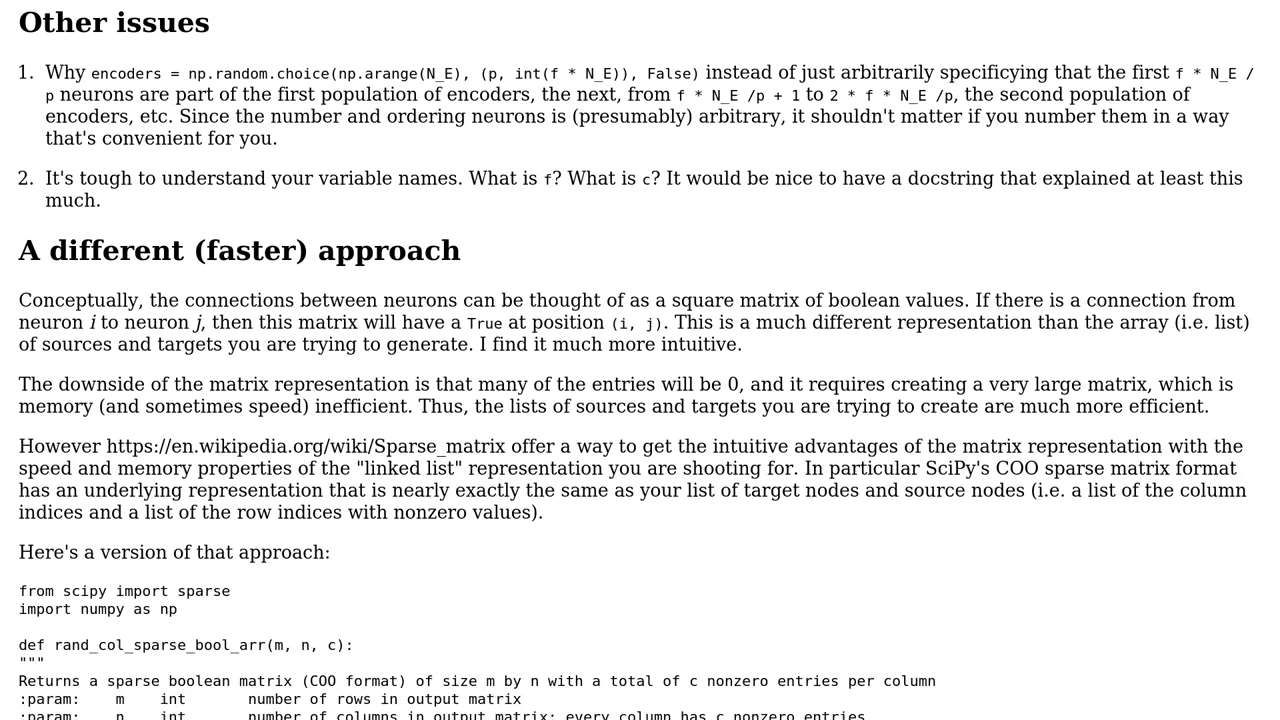 Other issues
1. Why encoders = np.random.choice(np.arange(N_E), (p, int(f * N_E)), False) instead of just arbitrarily specificying that the first f * N_E /
p neurons are part of the first population of encoders, the next, from f * N_E /p + 1 to 2 * f * N_E /p, the second population of
encoders, etc. Since the number and ordering neurons is (presumably) arbitrary, it shouldn't matter if you number them in a way
that's convenient for you.
2. It's tough to understand your variable names. What is f? What is c? It would be nice to have a docstring that explained at least this
much.
A different (faster) approach
Conceptually, the connections between neurons can be thought of as a square matrix of boolean values. If there is a connection from
neuron i to neuron j, then this matrix will have a True at position (i, j). This is a much different representation than the array (i.e. list)
of sources and targets you are trying to generate. I find it much more intuitive.
The downside of the matrix representation is that many of the entries will be 0, and it requires creating a very large matrix, which is
memory (and sometimes speed) inefficient. Thus, the lists of sources and targets you are trying to create are much more efficient.
However https://en.wikipedia.org/wiki/Sparse_matrix offer a way to get the intuitive advantages of the matrix representation with the
speed and memory properties of the "linked list" representation you are shooting for. In particular SciPy's COO sparse matrix format
has an underlying representation that is nearly exactly the same as your list of target nodes and source nodes (i.e. a list of the column
indices and a list of the row indices with nonzero values).
Here's a version of that approach:
from scipy import sparse
import numpy as np
def rand_col_sparse_bool_arr(m, n, c):
"""
Returns a sparse boolean matrix (COO format) of size m by n with a total of c nonzero entries per column
:param:    m    int       number of rows in output matrix
:param:    n    int       number of columns in output matrix; every column has c nonzero entries